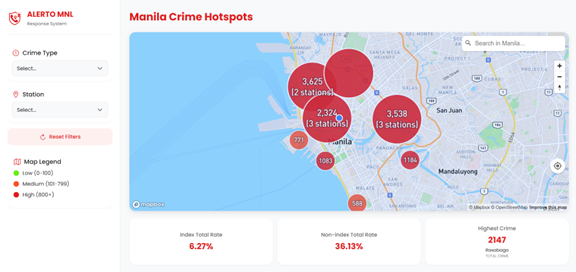 ALERTO MNL
Response System
Crime Type
Select...
Station
Select...
Reset Filters
Map Legend
Low (0-100)
Medium (101-799)
High (800+)
Manila Crime Hotspots
Search in Manila...
3,625
(2 stations)
2,324
(3 stations)
3,538
(3 stations)
771
1083
1184
588
Manila
San Juan
Mandaluyong
MALATE
mapbox
© Mapbox © OpenStreetMap Improve this map
Index Total Rate
6.27%
Non-index Total Rate
36.13%
Highest Crime
2147
Raxabago
TOTAL CRIME